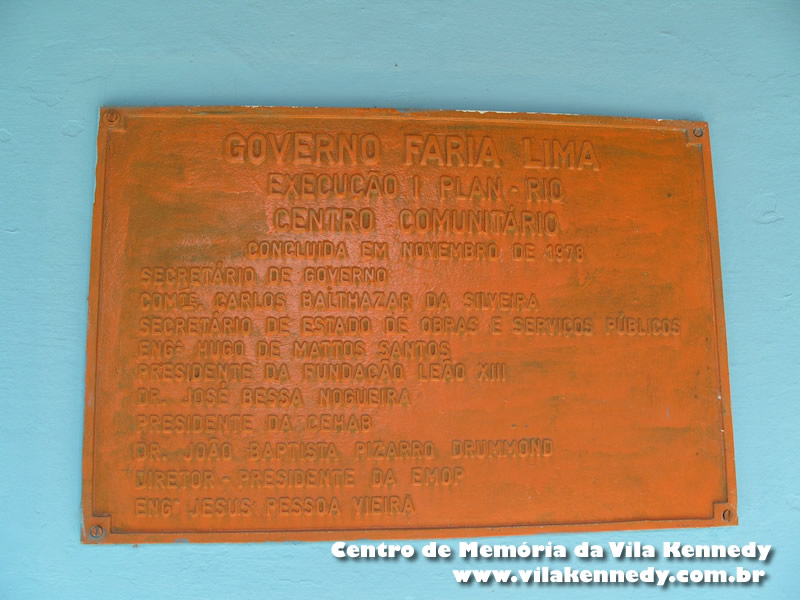 GOVERNO FARIA LIMA
EXECUÇÃO I PLAN-RIO
CENTRO COMUNITÁRIO
CONCLUIDA EM NOVEMBRO DE 1978
SECRETÁRIO DE GOVERNO
COMTE. CARLOS BALTHAZAR DA SILVEIRA
SECRETÁRIO DE ESTADO DE OBRAS E SERVIÇOS PÚBLICOS
ENGº HUGO DE MATTOS SANTOS
PRESIDENTE DA FUNDAÇÃO LEÃO XIII
DR. JOSÉ BESSA NOGUEIRA
PRESIDENTE DA CEHAB
DR. JOÃO BAPTISTA PIZARRO DRUMMOND
DIRETOR-PRESIDENTE DA EMOP
ENGº JESUS PESSOA VIEIRA
Centro de Memória da Vila Kennedy
www.vilakennedy.com.br